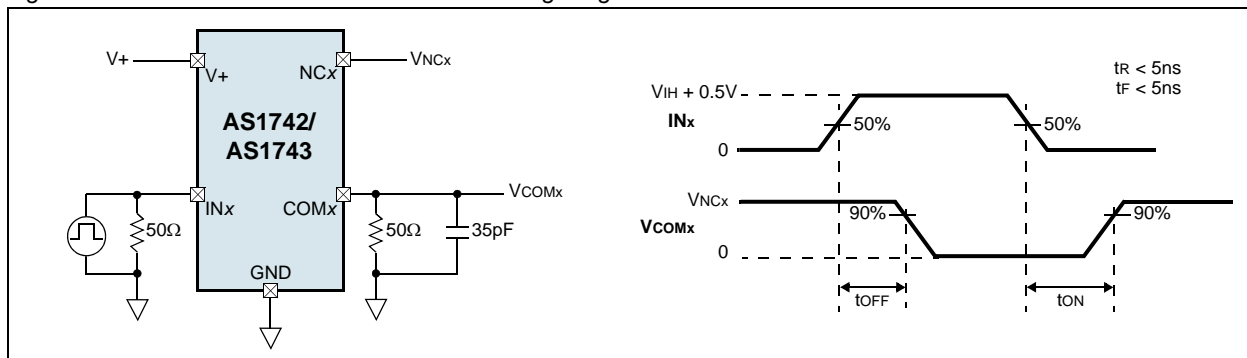 V+
V+
NCx
VNCx
AS1742/
AS1743
INx
COMx
VCOMx
50Ω
50Ω
35pF
GND
tR < 5ns
tF < 5ns
VIH + 0.5V
INx
50%
50%
0
VNCx
VCOMx
90%
90%
0
tOFF
tON